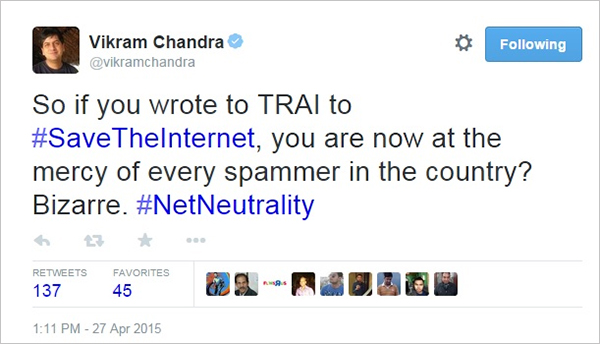 Vikram Chandra
@vikramchandra
Following
So if you wrote to TRAI to
#SaveTheInternet, you are now at the
mercy of every spammer in the country?
Bizarre. #NetNeutrality
RETWEETS FAVORITES
137 45
1:11 PM - 27 Apr 2015